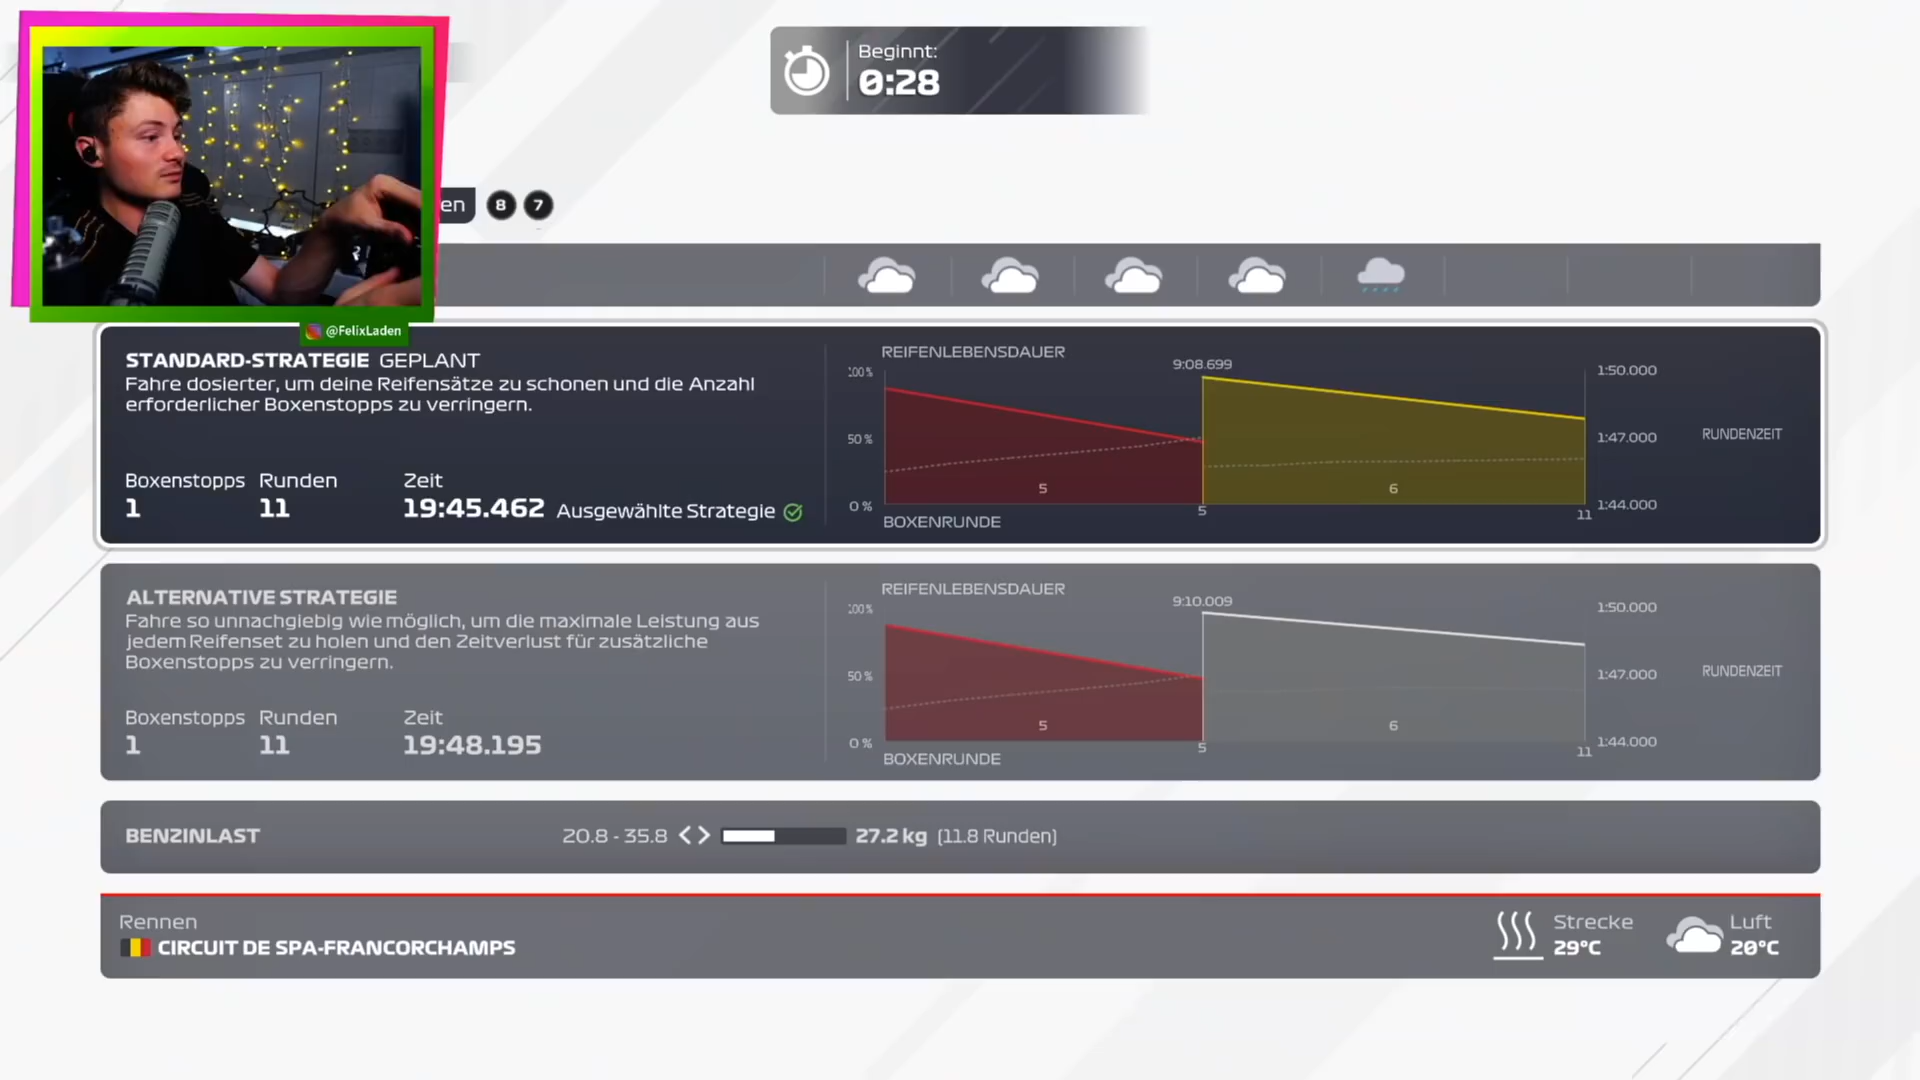 Beginnt:
0:28
en 8 7
@FelixLaden
STANDARD-STRATEGIE GEPLANT
Fahre dosierter, um deine Reifensätze zu schonen und die Anzahl
erforderlicher Boxenstopps zu verringern.
Boxenstopps Runden Zeit
1 11 19:45.462 Ausgewählte Strategie
REIFENLEBENSDAUER
9:08.699
100 %
50 %
0 %
5
6
BOXENRUNDE
5
11
1:50.000
1:47.000
1:44.000
RUNDENZEIT
ALTERNATIVE STRATEGIE
Fahre so unnachgiebig wie möglich, um die maximale Leistung aus
jedem Reifenset zu holen und den Zeitverlust für zusätzliche
Boxenstopps zu verringern.
Boxenstopps Runden Zeit
1 11 19:48.195
REIFENLEBENSDAUER
9:10.009
100 %
50 %
0 %
5
6
BOXENRUNDE
5
11
1:50.000
1:47.000
1:44.000
RUNDENZEIT
BENZINLAST 20.8 - 35.8 27.2 kg (11.8 Runden)
Rennen
CIRCUIT DE SPA-FRANCORCHAMPS
Strecke
29°C
Luft
20°C